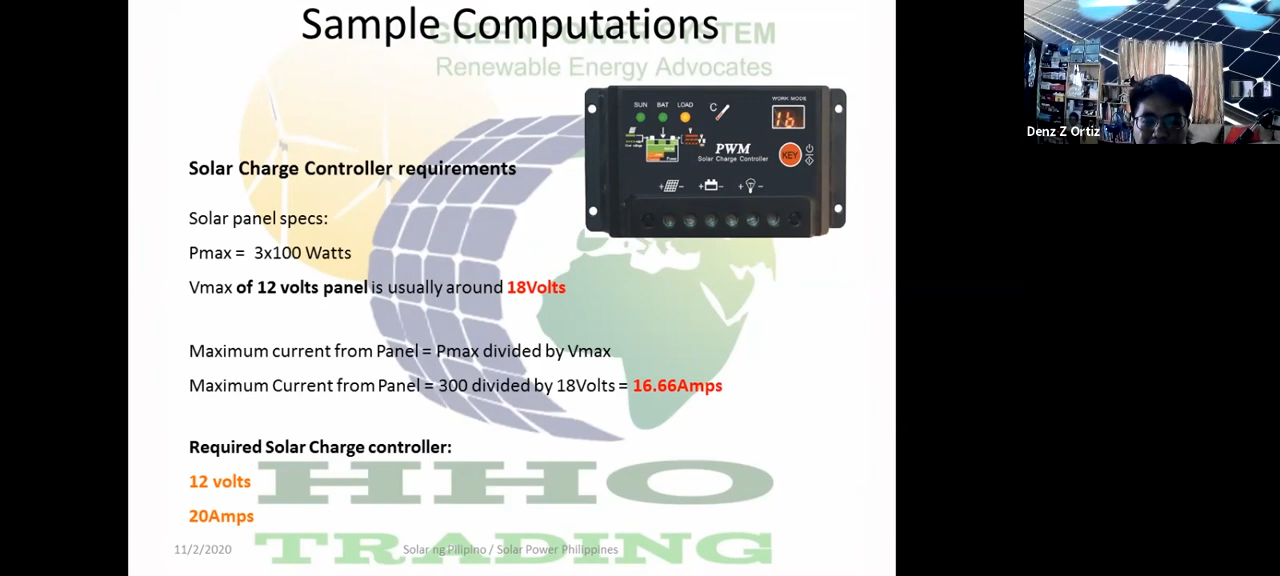 Sample Computations
GREEN POWER SYSTEM
Renewable Energy Advocates
SUN BAT LOAD
C
WORK MODE
PWM
Solar Charge Controller
KEY
Denz Z Ortiz
Solar Charge Controller requirements
Solar panel specs:
Pmax = 3x100 Watts
Vmax of 12 volts panel is usually around 18Volts
Maximum current from Panel = Pmax divided by Vmax
Maximum Current from Panel = 300 divided by 18Volts = 16.66Amps
Required Solar Charge controller:
12 volts
20Amps
HHO
TRADING
11/2/2020
Solar ng Pilipino / Solar Power Philippines